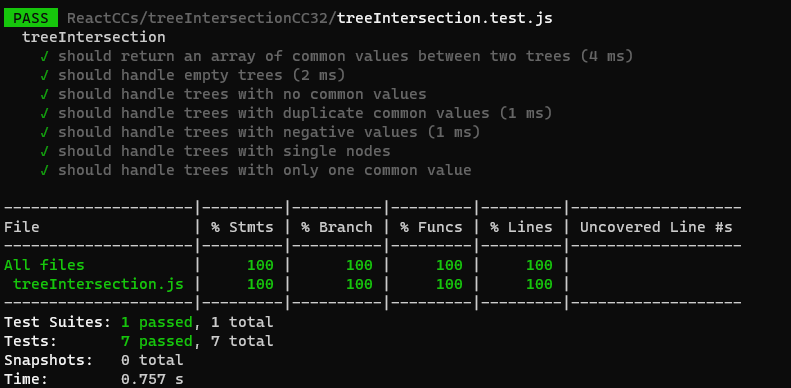 PASS ReactCCs/treeIntersectionCC32/treeIntersection.test.js
  treeIntersection
    √ should return an array of common values between two trees (4 ms)
    √ should handle empty trees (2 ms)
    √ should handle trees with no common values
    √ should handle trees with duplicate common values (1 ms)
    √ should handle trees with negative values (1 ms)
    √ should handle trees with single nodes
    √ should handle trees with only one common value
---------------------|---------|----------|---------|---------|-------------------
File                 | % Stmts | % Branch | % Funcs | % Lines | Uncovered Line #s
---------------------|---------|----------|---------|---------|-------------------
All files            |     100 |      100 |     100 |     100 |
 treeIntersection.js |     100 |      100 |     100 |     100 |
---------------------|---------|----------|---------|---------|-------------------
Test Suites: 1 passed, 1 total
Tests:       7 passed, 7 total
Snapshots:   0 total
Time:        0.757 s